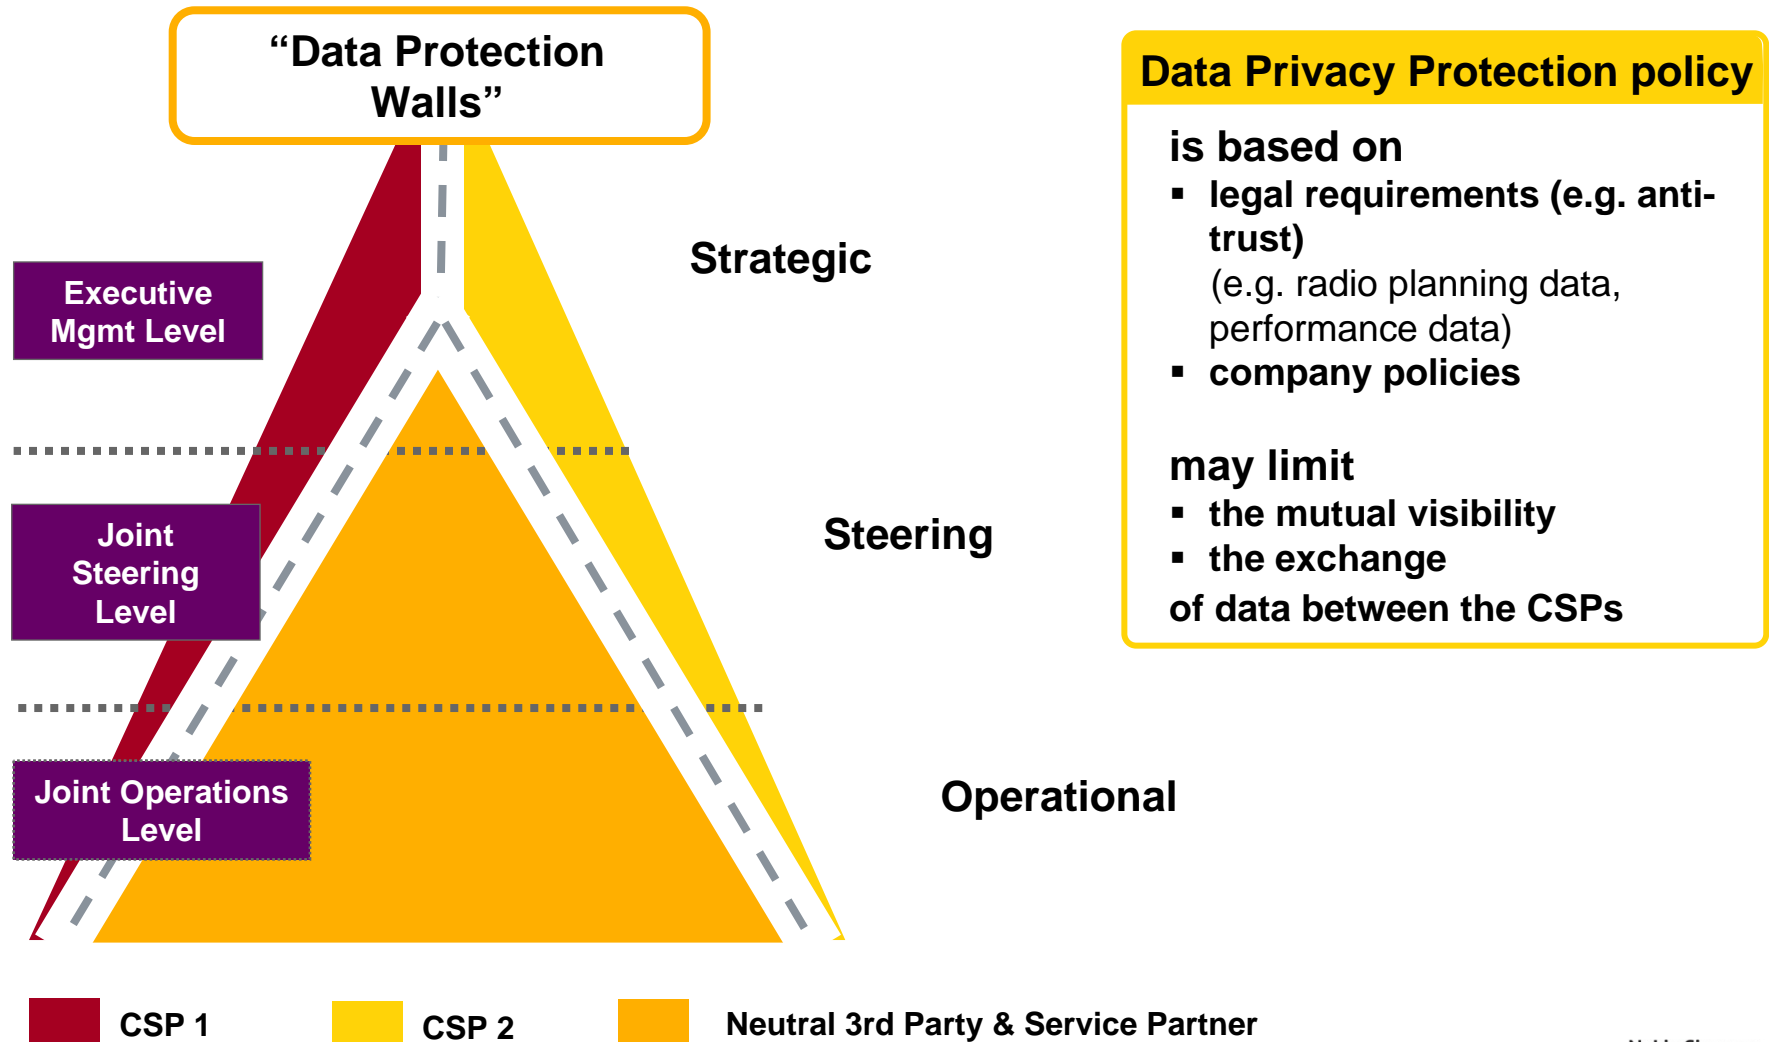 “Data Protection
Walls”
Data Privacy Protection policy
is based on
▪ legal requirements (e.g. anti-
trust)
(e.g. radio planning data,
performance data)
▪ company policies
may limit
▪ the mutual visibility
▪ the exchange
of data between the CSPs
Strategic
Executive
Mgmt Level
Steering
Joint
Steering
Level
Operational
Joint Operations
Level
CSP 1
CSP 2
Neutral 3rd Party & Service Partner